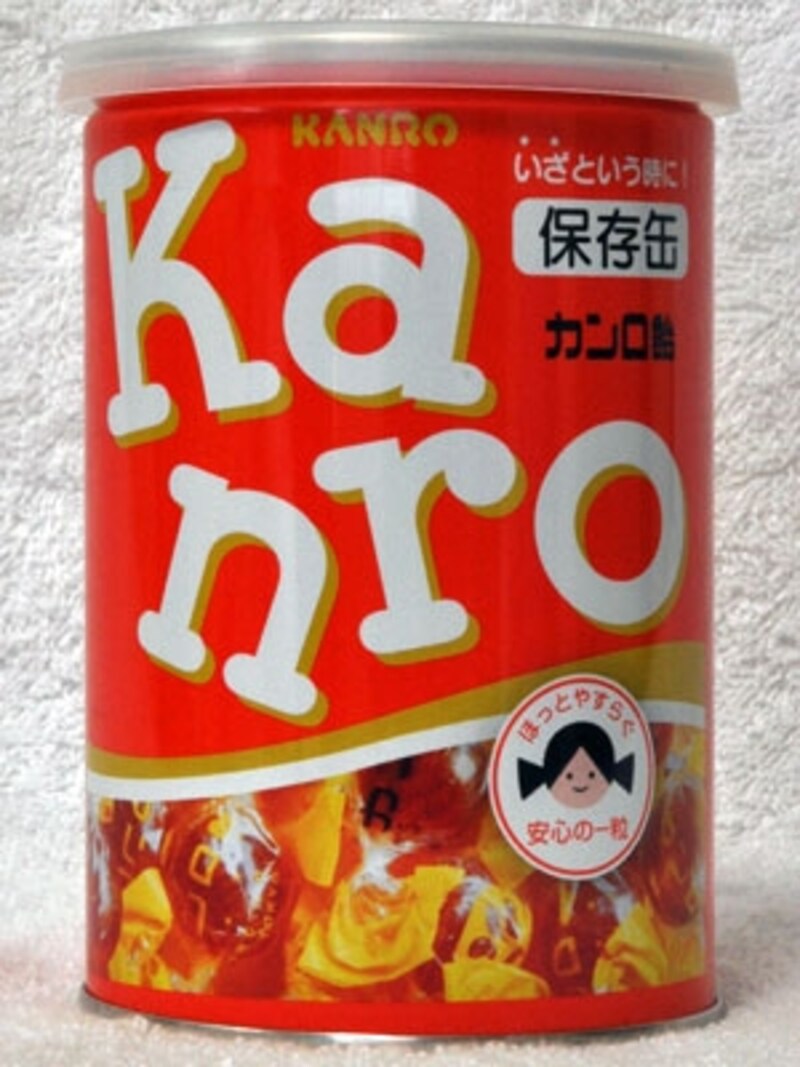 KANRO
Ka
nro
いざという時に!
保存缶
カンロ飴
ほっとやすらぐ
安心の一粒